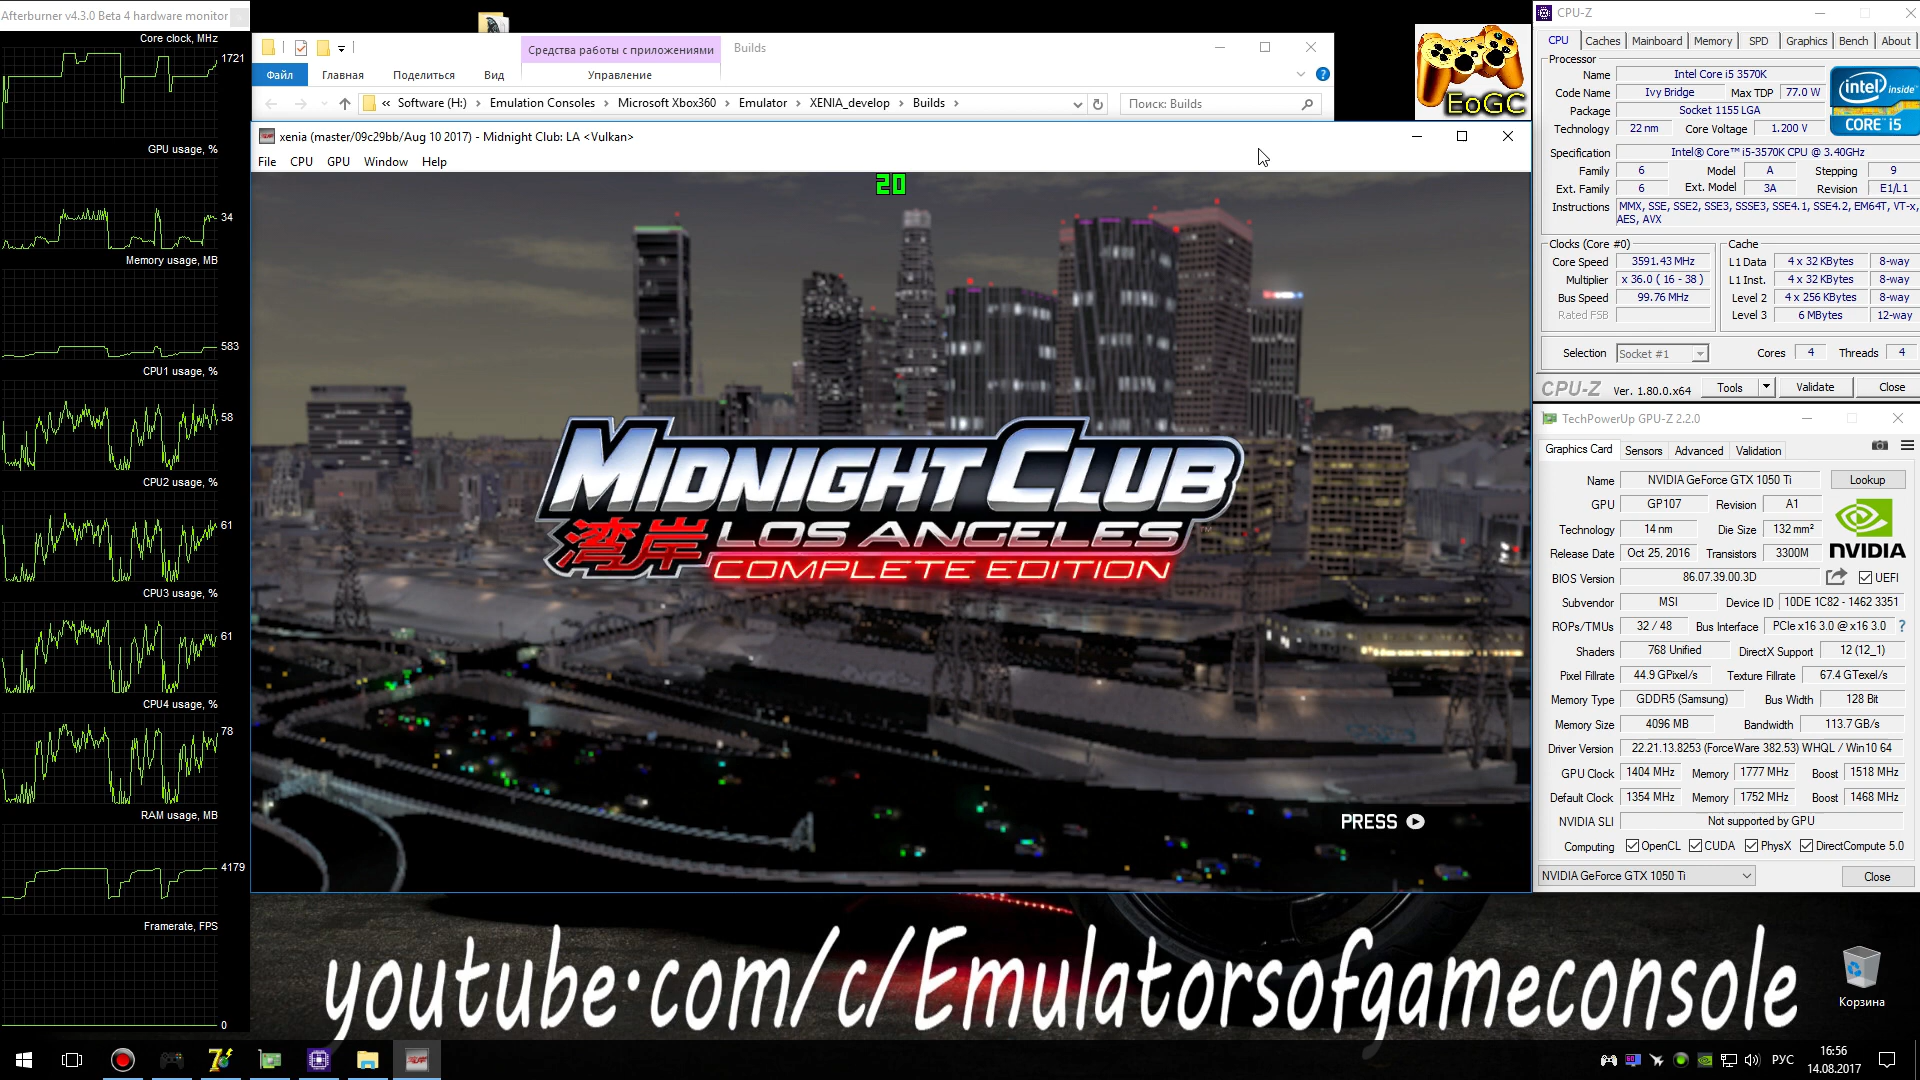 Afterburner v4.3.0 Beta 4 hardware monitor
Core clock, MHz
1721
GPU usage, %
34
Memory usage, MB
583
CPU1 usage, %
58
CPU2 usage, %
61
CPU3 usage, %
61
CPU4 usage, %
78
RAM usage, MB
4179
Framerate, FPS
0
Средства работы с приложениями
Builds
Файл
Главная
Поделиться
Вид
Управление
« Software (H:) › Emulation Consoles › Microsoft Xbox360 › Emulator › XENIA_develop › Builds ›
Поиск: Builds
EoGC
xenia (master/09c29bb/Aug 10 2017) - Midnight Club: LA <Vulkan>
File CPU GPU Window Help
20
MIDNIGHT CLUB
湾岸 LOS ANGELES
COMPLETE EDITION
PRESS
CPU-Z
CPU Caches Mainboard Memory SPD Graphics Bench About
Processor
Name Intel Core i5 3570K
Code Name Ivy Bridge Max TDP 77.0 W
Package Socket 1155 LGA
Technology 22 nm Core Voltage 1.200 V
intel inside™
CORE i5
Specification Intel® Core™ i5-3570K CPU @ 3.40GHz
Family 6 Model A Stepping 9
Ext. Family 6 Ext. Model 3A Revision E1/L1
Instructions MMX, SSE, SSE2, SSE3, SSSE3, SSE4.1, SSE4.2, EM64T, VT-x,
AES, AVX
Clocks (Core #0)
Core Speed 3591.43 MHz
Multiplier x 36.0 ( 16 - 38 )
Bus Speed 99.76 MHz
Rated FSB
Cache
L1 Data 4 x 32 KBytes 8-way
L1 Inst. 4 x 32 KBytes 8-way
Level 2 4 x 256 KBytes 8-way
Level 3 6 MBytes 12-way
Selection Socket #1 Cores 4 Threads 4
CPU-Z Ver. 1.80.0.x64 Tools Validate Close
TechPowerUp GPU-Z 2.2.0
Graphics Card Sensors Advanced Validation
Name NVIDIA GeForce GTX 1050 Ti Lookup
GPU GP107 Revision A1
Technology 14 nm Die Size 132 mm²
Release Date Oct 25, 2016 Transistors 3300M
NVIDIA
BIOS Version 86.07.39.00.3D UEFI
Subvendor MSI Device ID 10DE 1C82 - 1462 3351
ROPs/TMUs 32 / 48 Bus Interface PCIe x16 3.0 @ x16 3.0 ?
Shaders 768 Unified DirectX Support 12 (12_1)
Pixel Fillrate 44.9 GPixel/s Texture Fillrate 67.4 GTexel/s
Memory Type GDDR5 (Samsung) Bus Width 128 Bit
Memory Size 4096 MB Bandwidth 113.7 GB/s
Driver Version 22.21.13.8253 (ForceWare 382.53) WHQL / Win10 64
GPU Clock 1404 MHz Memory 1777 MHz Boost 1518 MHz
Default Clock 1354 MHz Memory 1752 MHz Boost 1468 MHz
NVIDIA SLI Not supported by GPU
Computing OpenCL CUDA PhysX DirectCompute 5.0
NVIDIA GeForce GTX 1050 Ti Close
youtube.com/c/Emulatorsofgameconsole
Корзина
РУС
16:56
14.08.2017